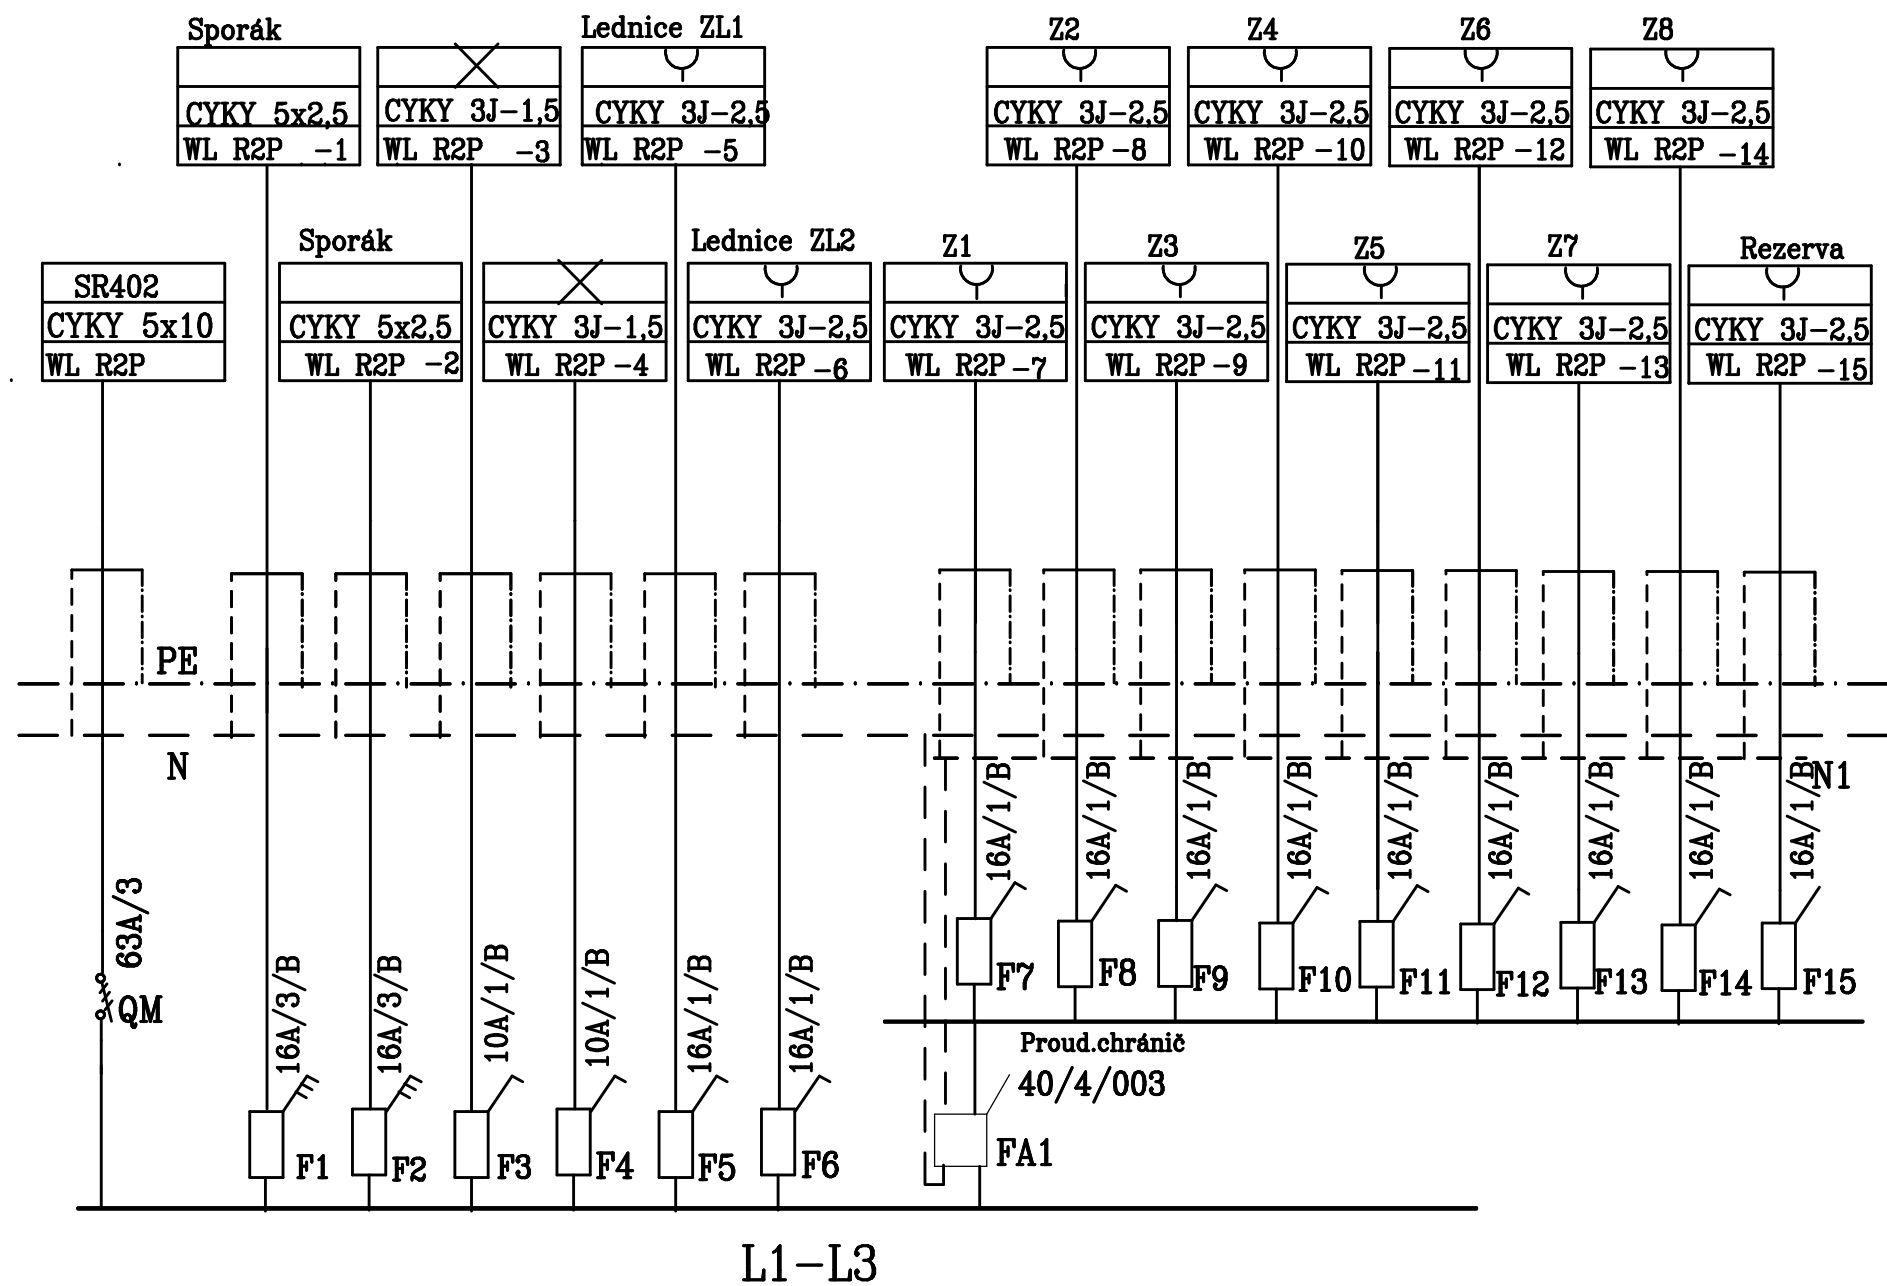 Sporák
Lednice ZL1
Z2
Z4
Z6
Z8
CYKY 5x2,5
WL R2P -1
CYKY 3J-1,5
WL R2P -3
CYKY 3J-2,5
WL R2P -5
CYKY 3J-2,5
WL R2P -8
CYKY 3J-2,5
WL R2P -10
CYKY 3J-2,5
WL R2P -12
CYKY 3J-2,5
WL R2P -14
Sporák
Lednice ZL2
Z1
Z3
Z5
Z7
Rezerva
SR402
CYKY 5x10
WL R2P
CYKY 5x2,5
WL R2P -2
CYKY 3J-1,5
WL R2P -4
CYKY 3J-2,5
WL R2P -6
CYKY 3J-2,5
WL R2P -7
CYKY 3J-2,5
WL R2P -9
CYKY 3J-2,5
WL R2P -11
CYKY 3J-2,5
WL R2P -13
CYKY 3J-2,5
WL R2P -15
PE
N
N1
63A/3
QM
16A/3/B
16A/3/B
10A/1/B
10A/1/B
16A/1/B
16A/1/B
16A/1/B
16A/1/B
16A/1/B
16A/1/B
16A/1/B
16A/1/B
16A/1/B
16A/1/B
16A/1/B
F7
F8
F9
F10
F11
F12
F13
F14
F15
Proud.chránič
40/4/003
FA1
F1
F2
F3
F4
F5
F6
L1-L3